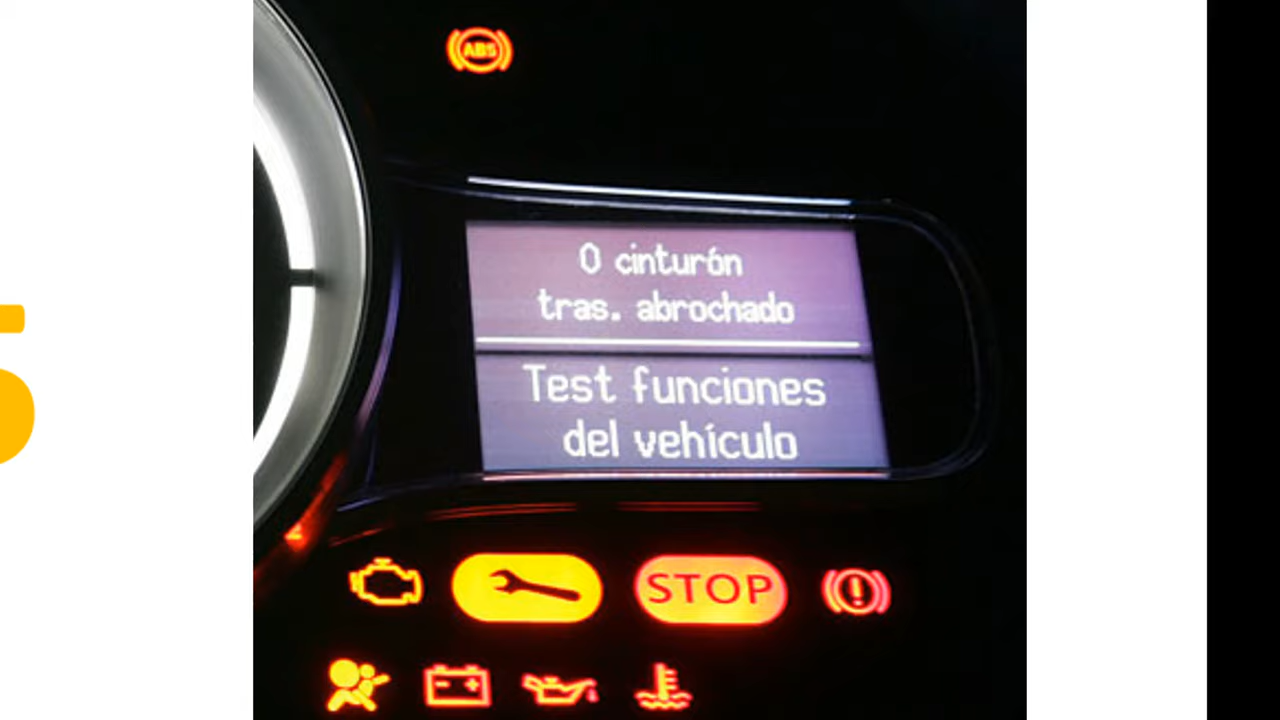 ABS
0 cinturón
tras. abrochado
Test funciones
del vehículo
STOP